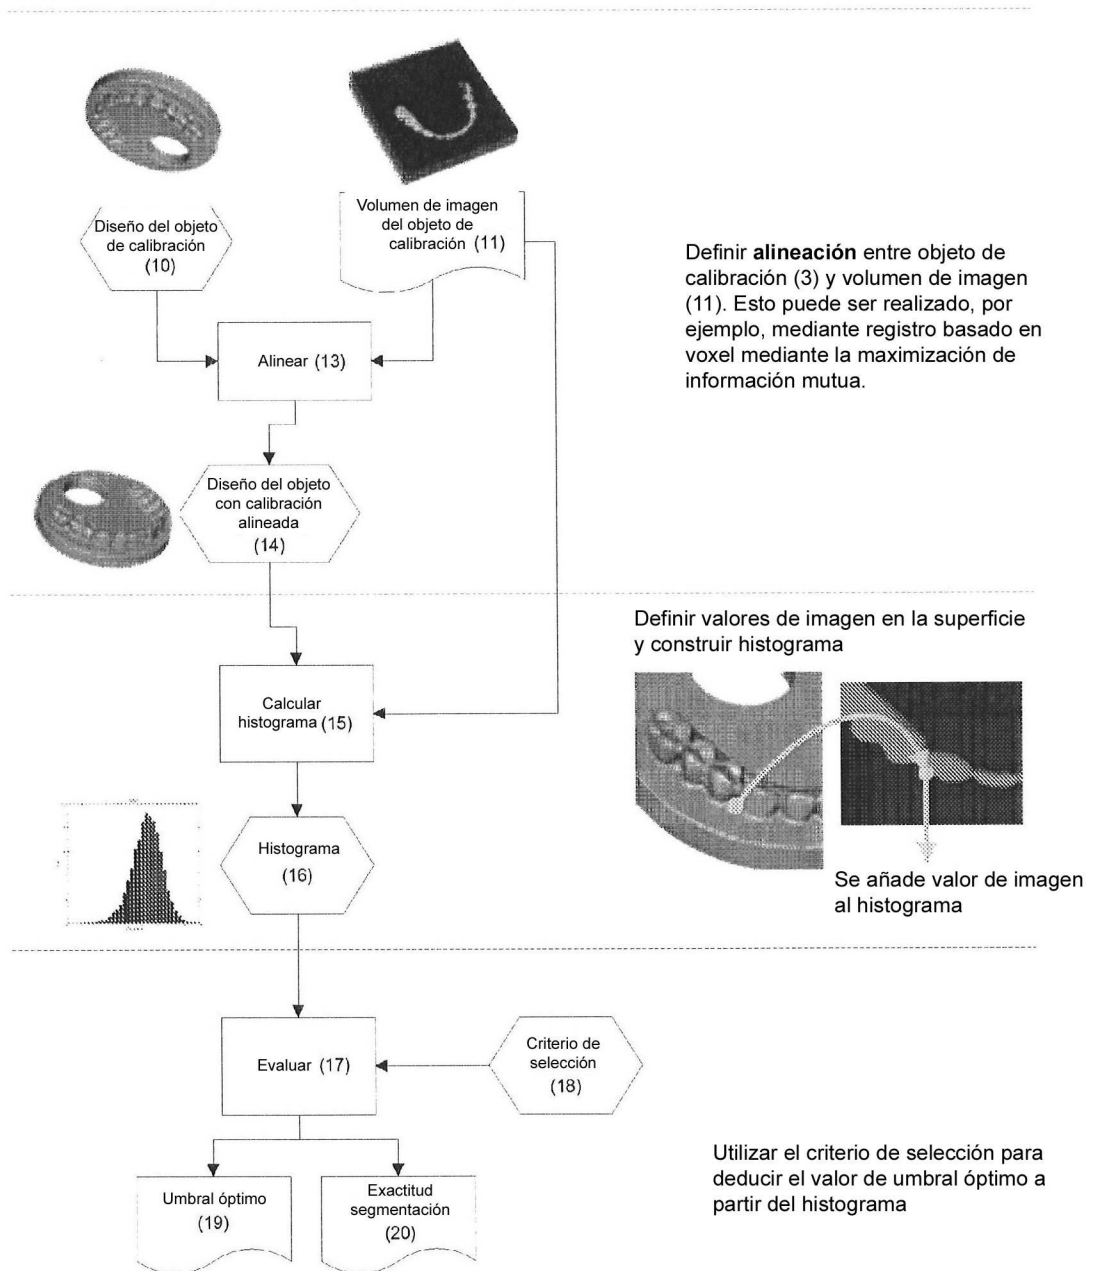 Diseño del objeto
de calibración
(10)
Volumen de imagen
del objeto de
calibración (11)
Definir alineación entre objeto de
calibración (3) y volumen de imagen
(11). Esto puede ser realizado, por
ejemplo, mediante registro basado en
voxel mediante la maximización de
información mutua.
Alinear (13)
Diseño del objeto
con calibración
alineada
(14)
Definir valores de imagen en la superficie
y construir histograma
Calcular
histograma (15)
Histograma
(16)
Se añade valor de imagen
al histograma
Evaluar (17)
Criterio de
selección
(18)
Utilizar el criterio de selección para
deducir el valor de umbral óptimo a
partir del histograma
Umbral óptimo
(19)
Exactitud
segmentación
(20)